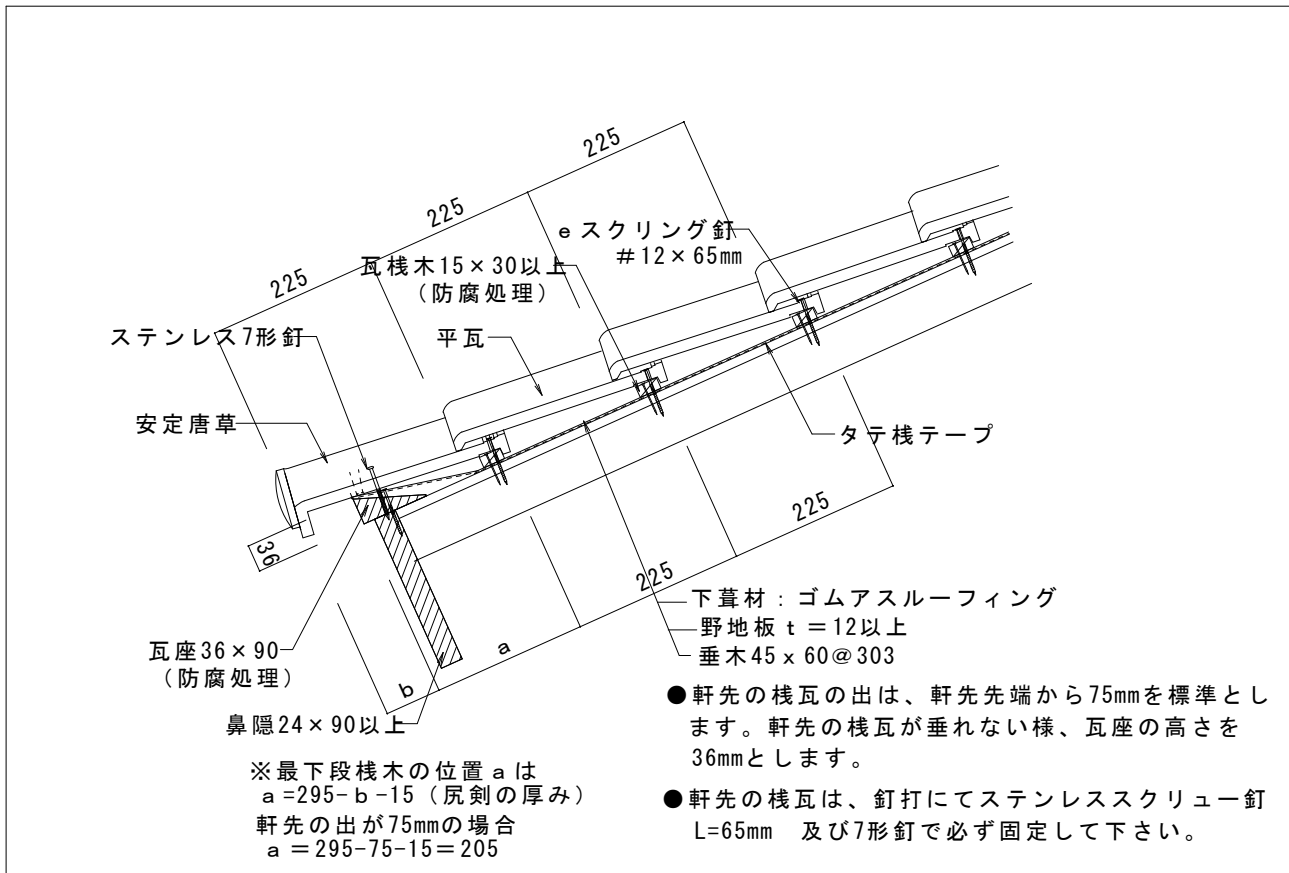 225
225
225
eスクリング釘
＃12×65mm
瓦桟木15×30以上
（防腐処理）
ステンレス7形釘
平瓦
安定唐草
タテ桟テープ
36
225
225
a
b
下葺材：ゴムアスルーフィング
野地板ｔ＝12以上
垂木45ｘ60@303
瓦座36×90
（防腐処理）
鼻隠24×90以上
※最下段桟木の位置ａは
ａ=295-ｂ-15（尻剣の厚み）
軒先の出が75mmの場合
ａ＝295-75-15＝205
●軒先の桟瓦の出は、軒先先端から75mmを標準とし
ます。軒先の桟瓦が垂れない様、瓦座の高さを
36mmとします。
●軒先の桟瓦は、釘打にてステンレススクリュー釘
L=65mm　及び7形釘で必ず固定して下さい。